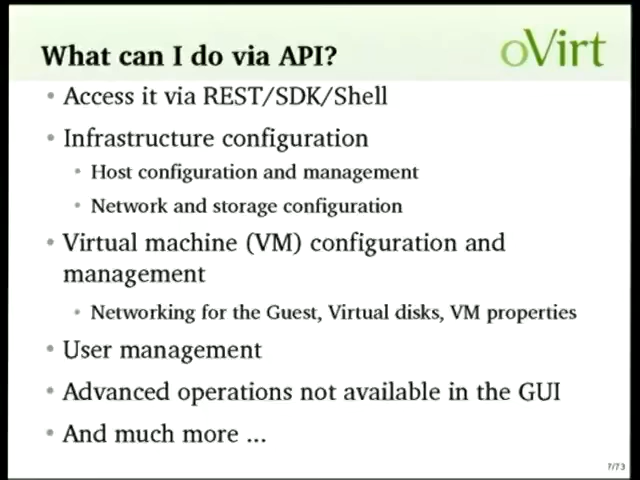 What can I do via API?
oVirt
• Access it via REST/SDK/Shell
• Infrastructure configuration
• Host configuration and management
• Network and storage configuration
• Virtual machine (VM) configuration and
management
• Networking for the Guest, Virtual disks, VM properties
• User management
• Advanced operations not available in the GUI
• And much more ...
7/73